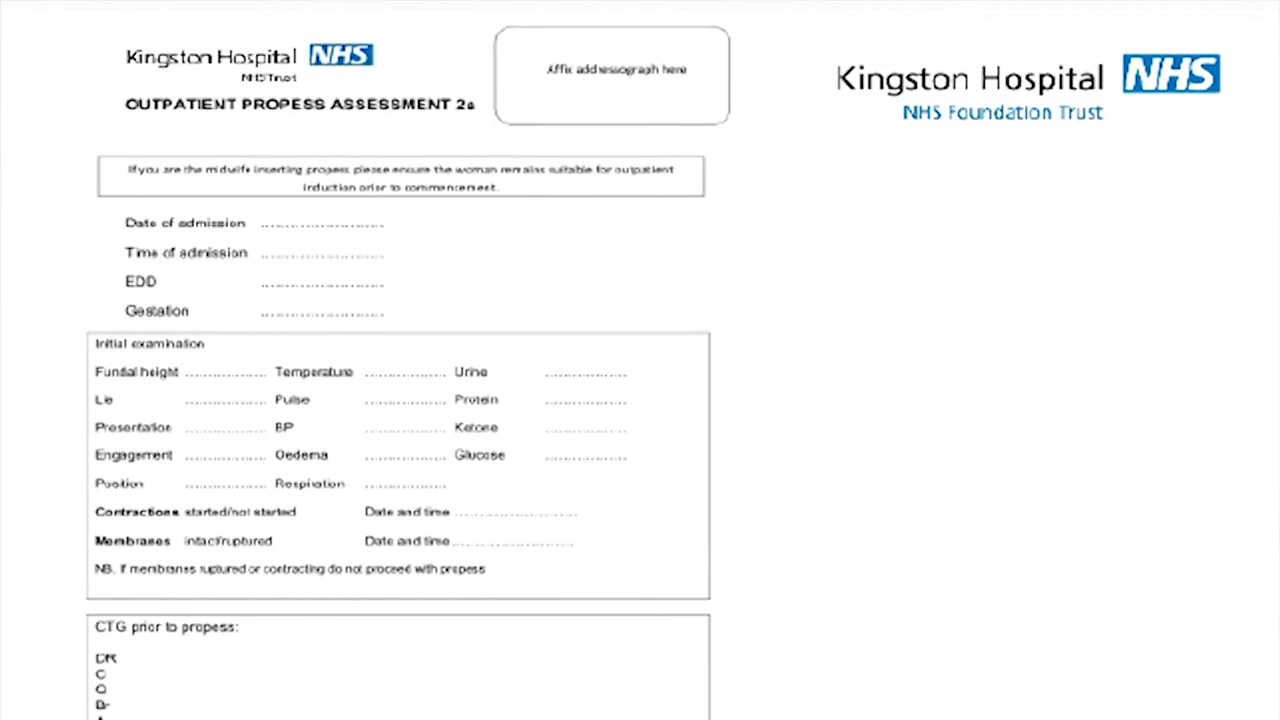 Kingston Hospital NHS
NHS Trust
OUTPATIENT PROPESS ASSESSMENT 2a
Affix addressograph here
Kingston Hospital NHS
NHS Foundation Trust
If you are the midwife inserting propess please ensure the woman remains suitable for outpatient
induction prior to commencement.
Date of admission ..............................
Time of admission ..............................
EDD ..............................
Gestation ..............................
Initial examination
Fundal height .................... Temperature .................... Urine ....................
Lie .................... Pulse .................... Protein ....................
Presentation .................... BP .................... Ketone ....................
Engagement .................... Oedema .................... Glucose ....................
Position .................... Respiration ....................
Contractions started/not started Date and time ..............................
Membranes intact/ruptured Date and time ..............................
NB. If membranes ruptured or contracting do not proceed with propess
CTG prior to propess:
DR
C
O
Br